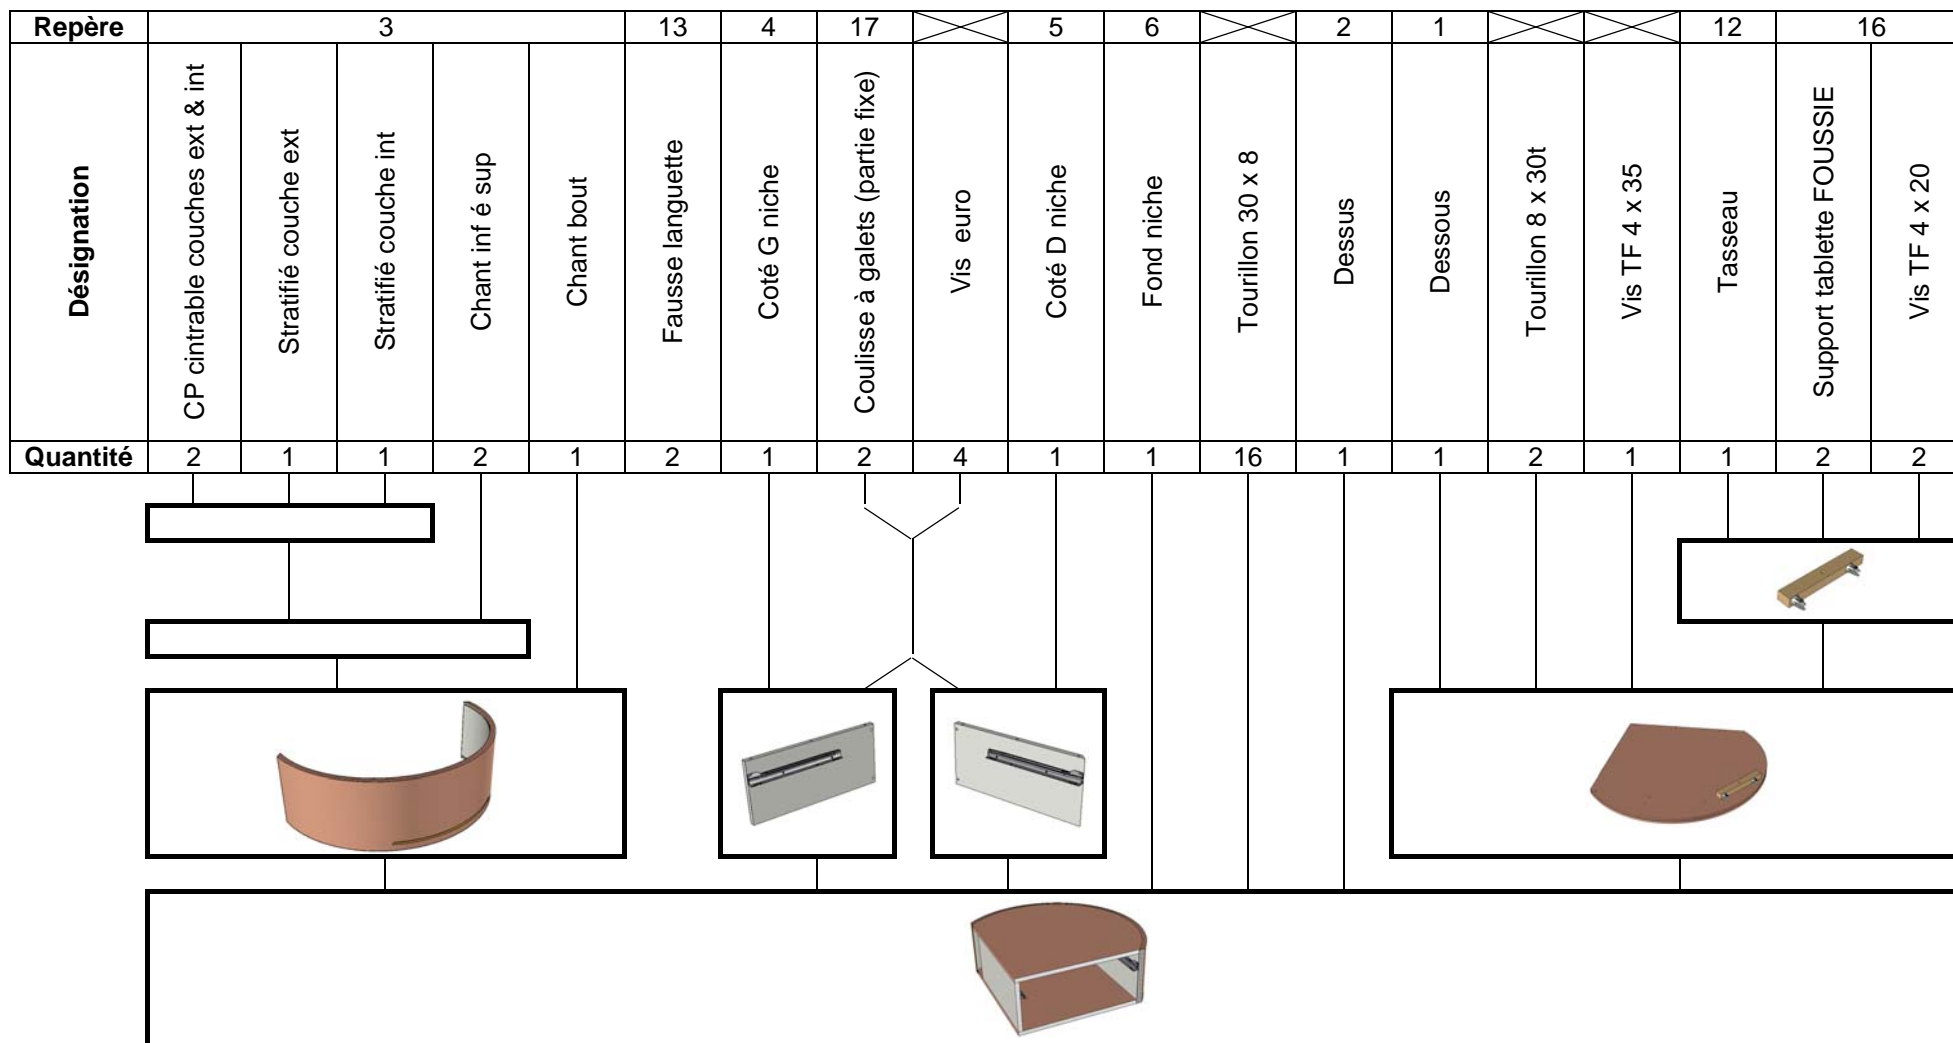 Repère 3 13 4 17 5 6 2 1 12 16
Désignation
CP cintrable couches ext & int
Stratifié couche ext
Stratifié couche int
Chant inf é sup
Chant bout
Fausse languette
Coté G niche
Coulisse à galets (partie fixe)
Vis euro
Coté D niche
Fond niche
Tourillon 30 x 8
Dessus
Dessous
Tourillon 8 x 30t
Vis TF 4 x 35
Tasseau
Support tablette FOUSSIE
Vis TF 4 x 20
Quantité 2 1 1 2 1 2 1 2 4 1 1 16 1 1 2 1 1 2 2